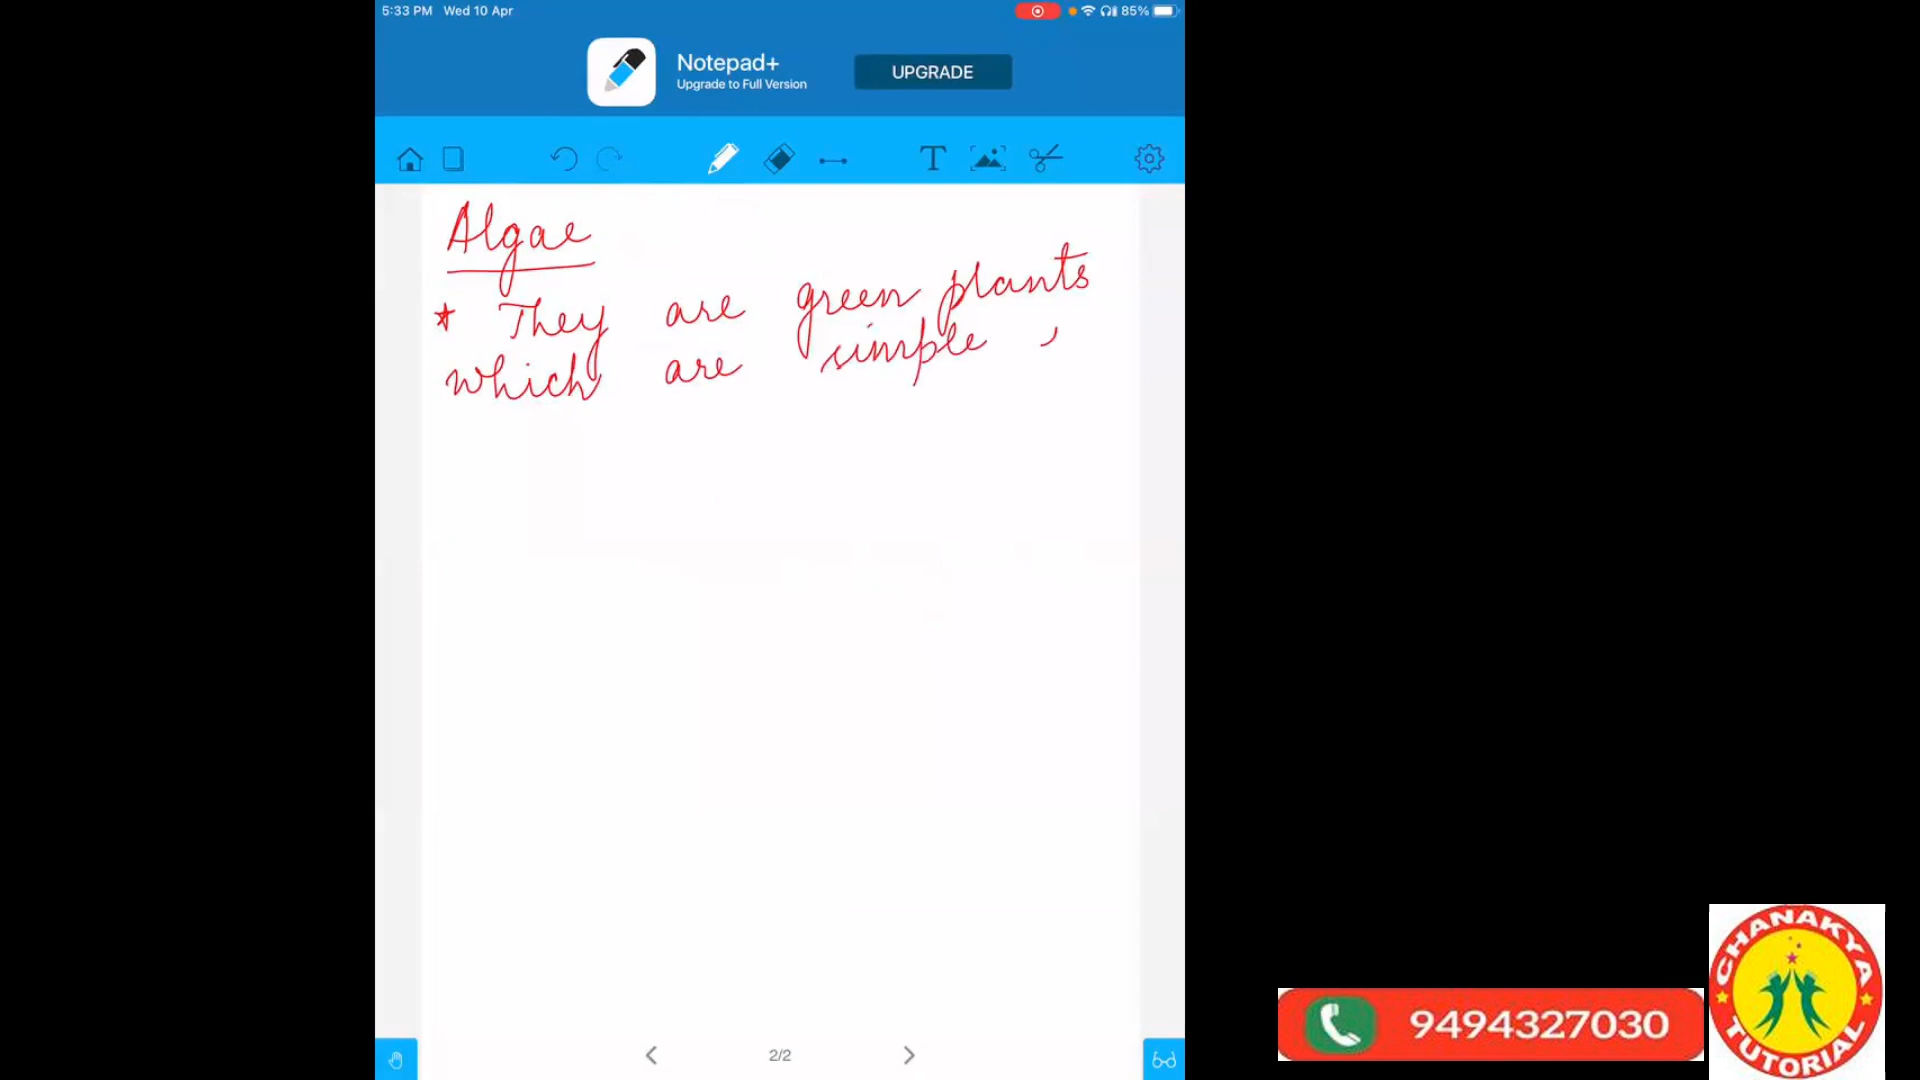 5:33 PM Wed 10 Apr
85%
Notepad+
Upgrade to Full Version
UPGRADE
T
Algae
* They are green plants
which are simple ,
2/2
9494327030
CHANAKYA
TUTORIAL